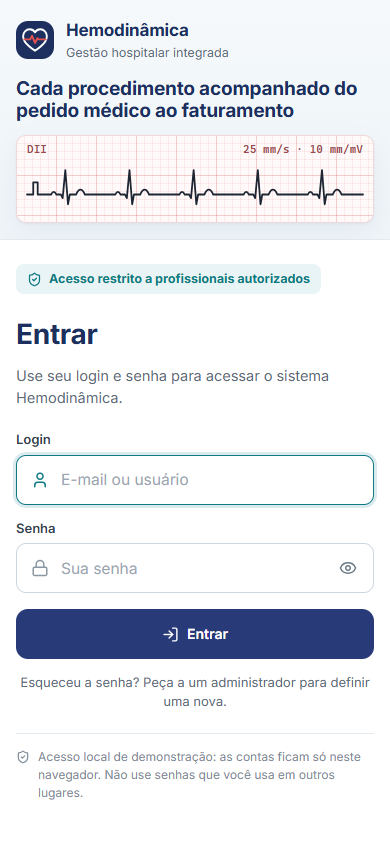 Hemodinâmica
Gestão hospitalar integrada
Cada procedimento acompanhado do
pedido médico ao faturamento
DII
25 mm/s · 10 mm/mV
Acesso restrito a profissionais autorizados
Entrar
Use seu login e senha para acessar o sistema
Hemodinâmica.
Login
E-mail ou usuário
Senha
Sua senha
Entrar
Esqueceu a senha? Peça a um administrador para definir
uma nova.
Acesso local de demonstração: as contas ficam só neste
navegador. Não use senhas que você usa em outros
lugares.